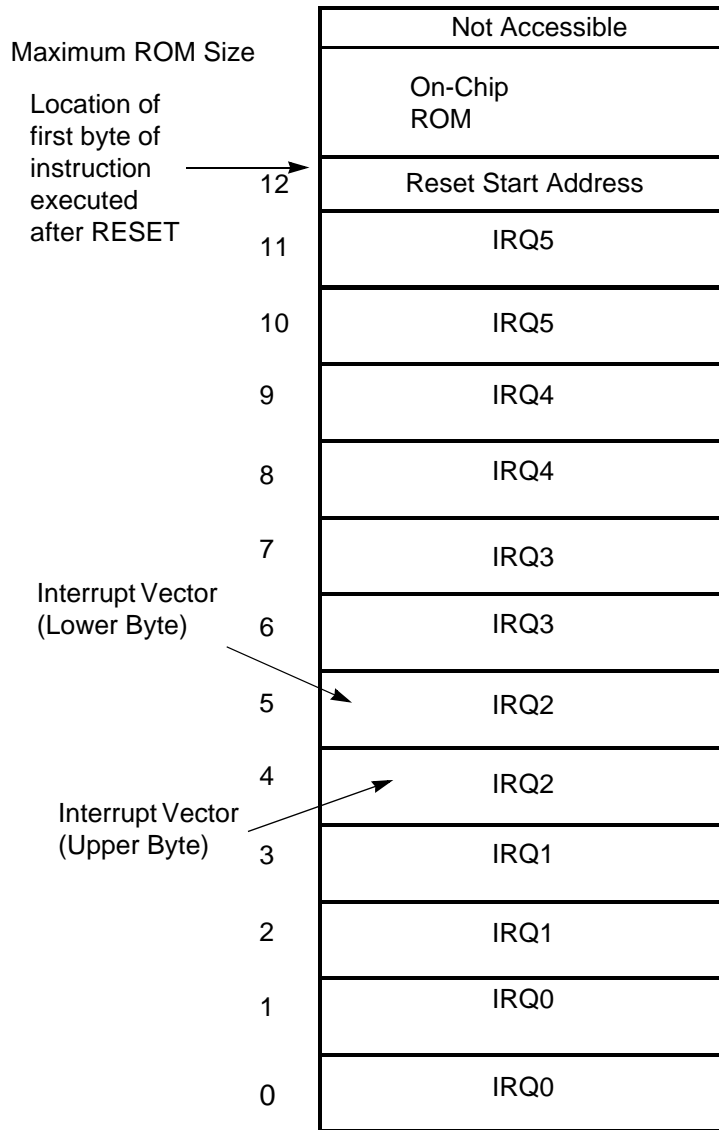 Not Accessible
Maximum ROM Size
On-Chip
ROM
Location of
first byte of
instruction
executed
after RESET
12
Reset Start Address
11
IRQ5
10
IRQ5
9
IRQ4
8
IRQ4
7
IRQ3
Interrupt Vector
(Lower Byte)
6
IRQ3
5
IRQ2
4
IRQ2
Interrupt Vector
(Upper Byte)
3
IRQ1
2
IRQ1
1
IRQ0
0
IRQ0